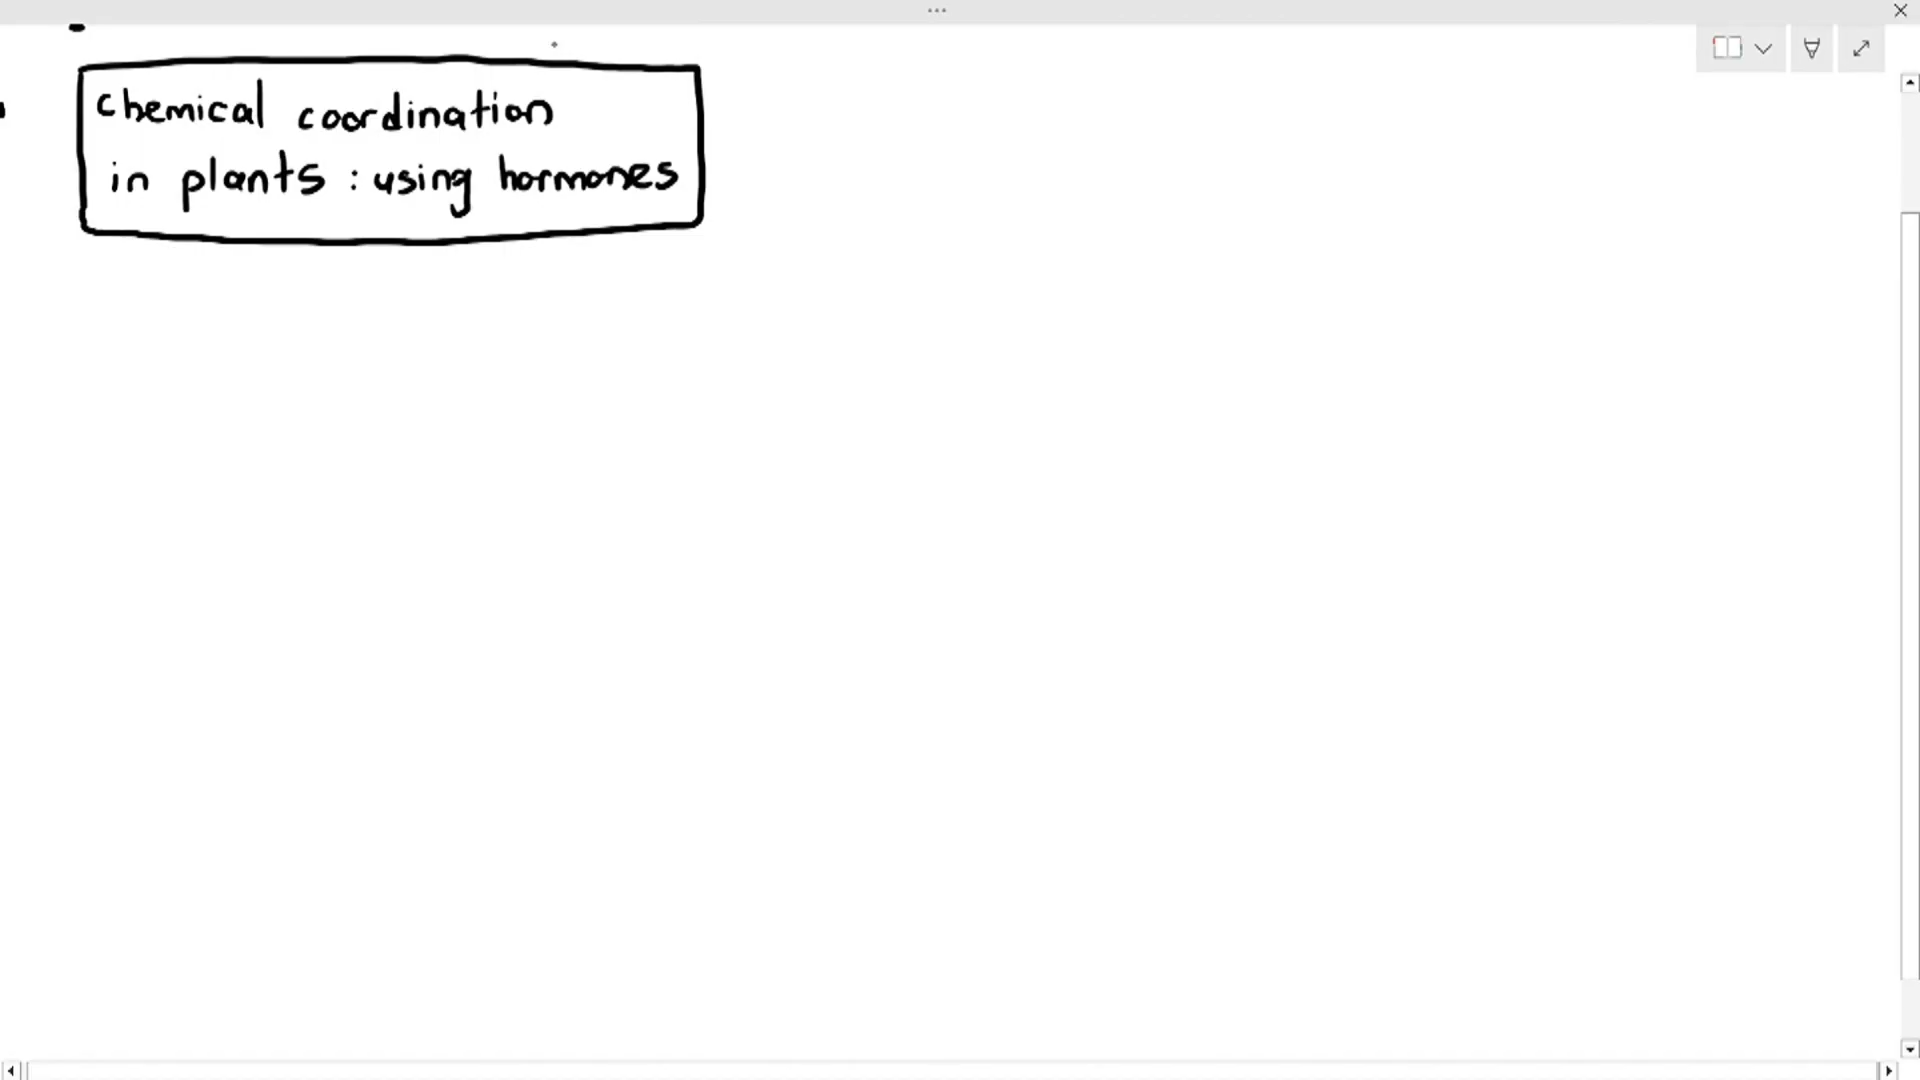 chemical coordination
in plants : using hormones